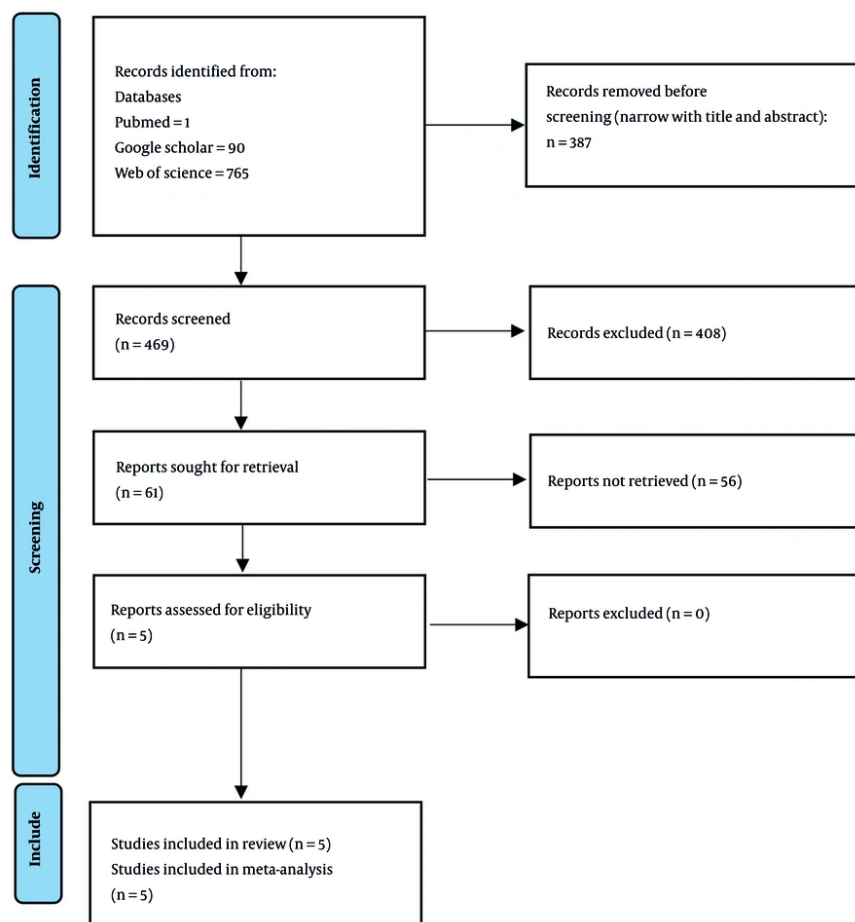 Identification
Records identified from:
Databases
Pubmed = 1
Google scholar = 90
Web of science = 765
Records removed before
screening (narrow with title and abstract):
n = 387
Screening
Records screened
(n = 469)
Records excluded (n = 408)
Reports sought for retrieval
(n = 61)
Reports not retrieved (n = 56)
Reports assessed for eligibility
(n = 5)
Reports excluded (n = 0)
Include
Studies included in review (n = 5)
Studies included in meta-analysis
(n = 5)